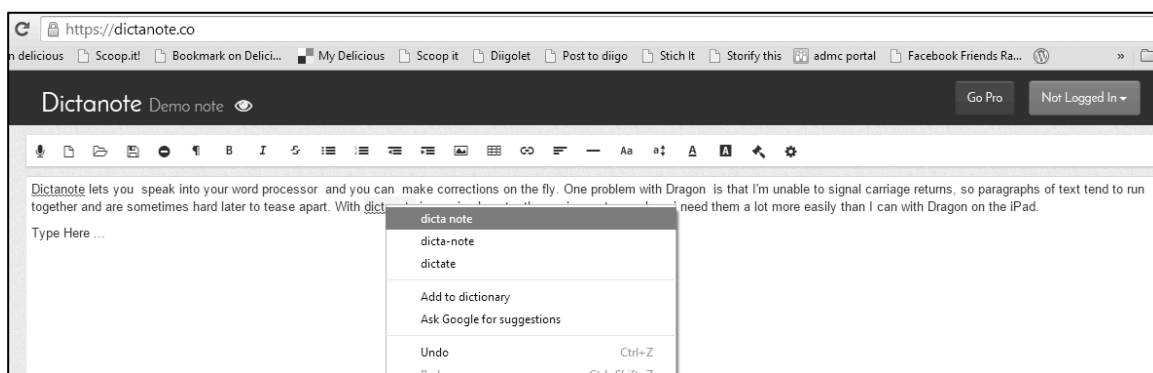 https://dictanote.co
n delicious Scoop.it! Bookmark on Delici... My Delicious Scoop it Diigolet Post to diigo Stich It Storify this admc portal Facebook Friends Ra... »
Dictanote Demo note Go Pro Not Logged In
B I S Aa a A A
Dictanote lets you speak into your word processor and you can make corrections on the fly. One problem with Dragon is that I'm unable to signal carriage returns, so paragraphs of text tend to run
together and are sometimes hard later to tease apart. With dict need them a lot more easily than I can with Dragon on the iPad.
dicta note
Type Here ...
dicta-note
dictate
Add to dictionary
Ask Google for suggestions
Undo Ctrl+Z